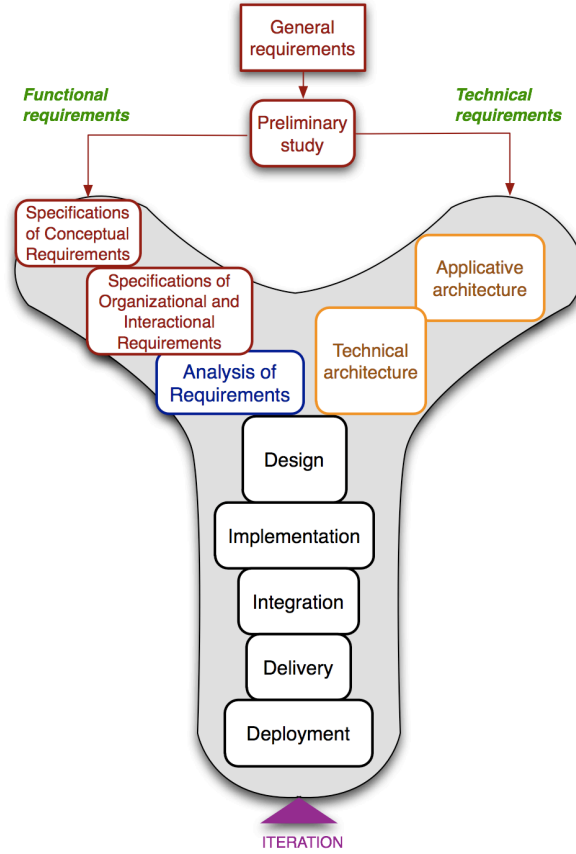 General
requirements
Functional
requirements
Technical
requirements
Preliminary
study
Specifications
of Conceptual
Requirements
Applicative
architecture
Specifications of
Organizational and
Interactional
Requirements
Technical
architecture
Analysis of
Requirements
Design
Implementation
Integration
Delivery
Deployment
ITERATION